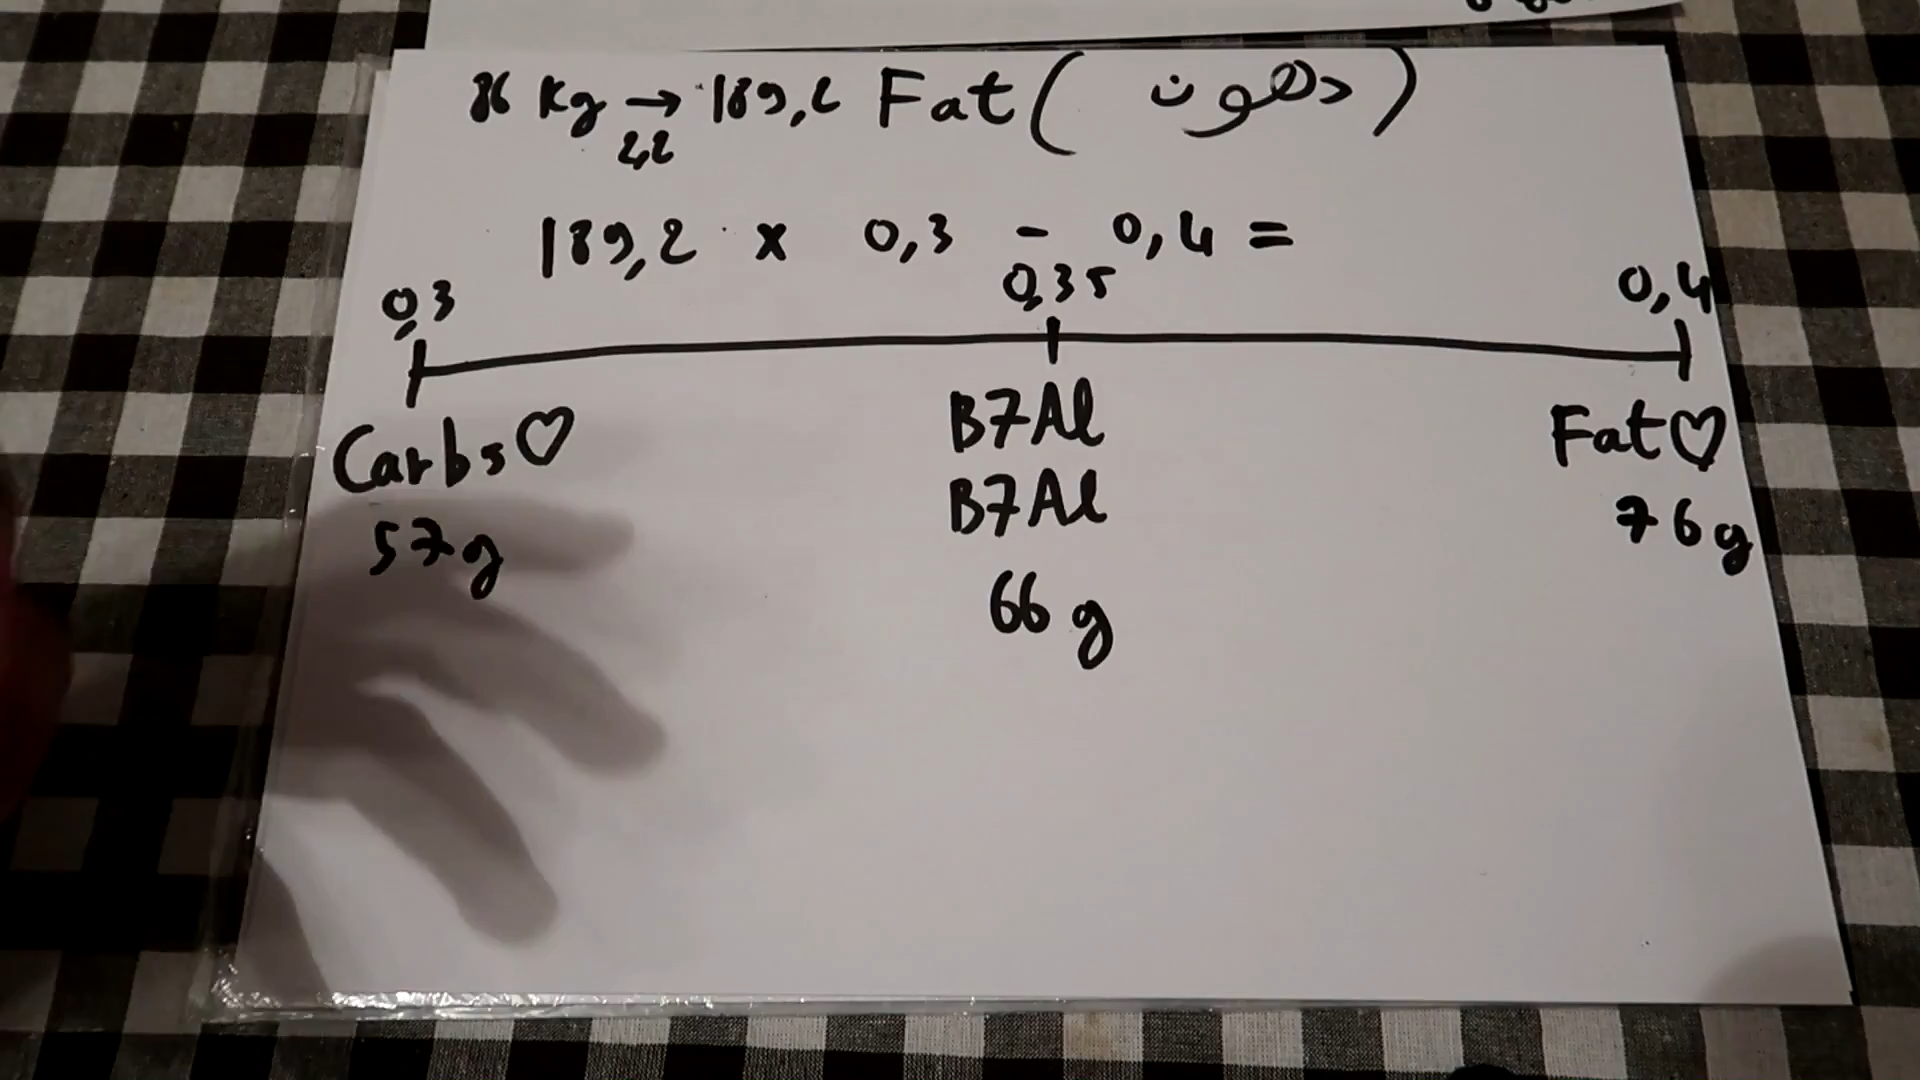 86 Kg → 189,2 Fat ( دهون )
2,2
189,2 x 0,3 - 0,4 =
0,3 0,35 0,4
Carbs♡ B7Al Fat♡
57g B7Al 76g
66 g